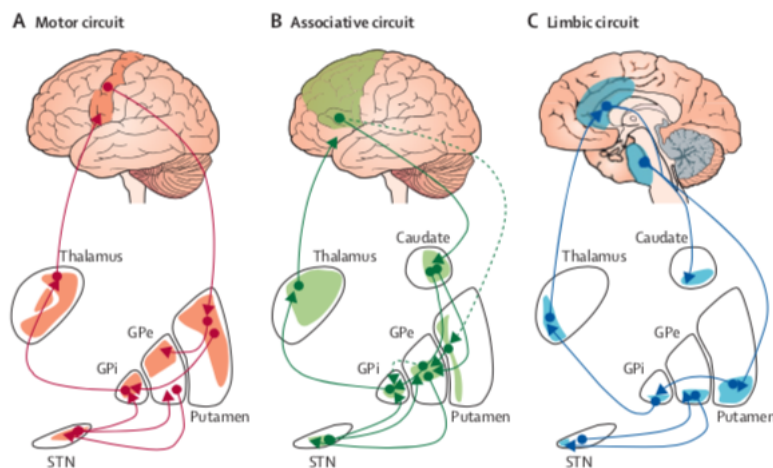 A Motor circuit
B Associative circuit
C Limbic circuit
Thalamus
GPe
GPi
Putamen
STN
Thalamus
Caudate
GPe
GPi
Putamen
STN
Thalamus
Caudate
GPe
GPi
Putamen
STN